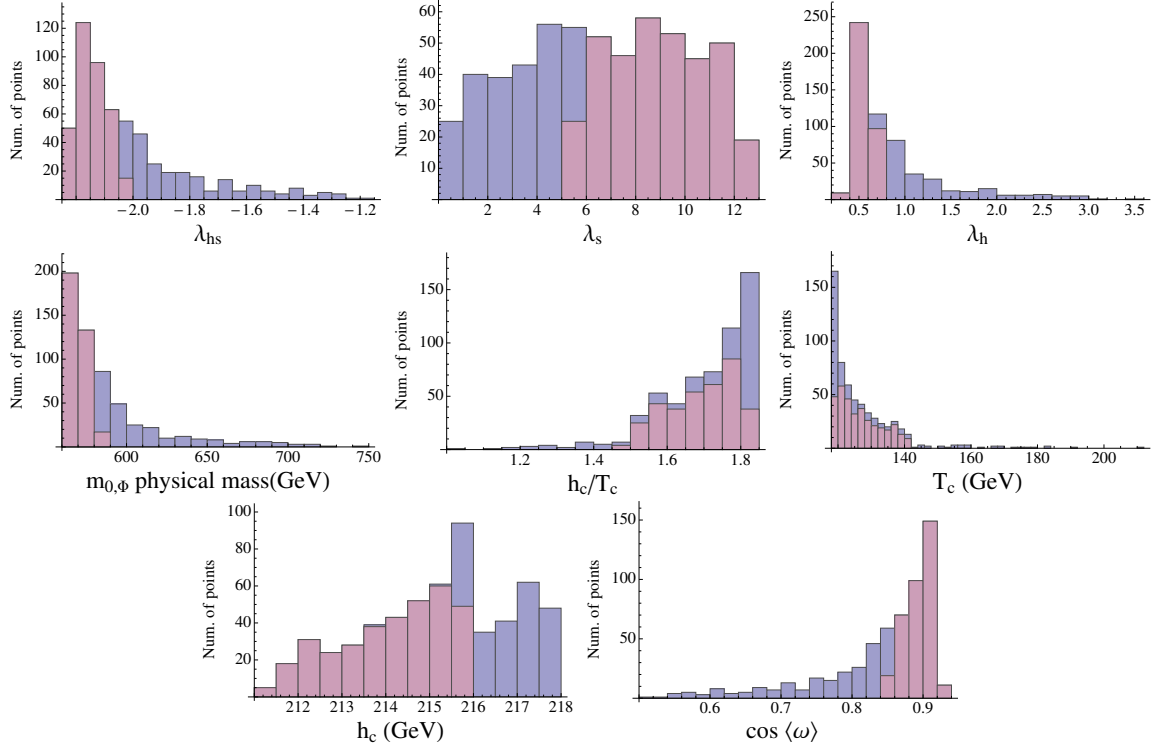 Num. of points
120
100
80
60
40
20
−2.0 −1.8 −1.6 −1.4 −1.2
λhs
Num. of points
60
50
40
30
20
10
2 4 6 8 10 12
λs
Num. of points
250
200
150
100
50
0.5 1.0 1.5 2.0 2.5 3.0 3.5
λh
Num. of points
200
150
100
50
600 650 700 750
m0,Φ physical mass(GeV)
Num. of points
150
100
50
1.2 1.4 1.6 1.8
hc/Tc
Num. of points
150
100
50
140 160 180 200
Tc (GeV)
Num. of points
100
80
60
40
20
212 213 214 215 216 217 218
hc (GeV)
Num. of points
150
100
50
0.6 0.7 0.8 0.9
cos ⟨ω⟩